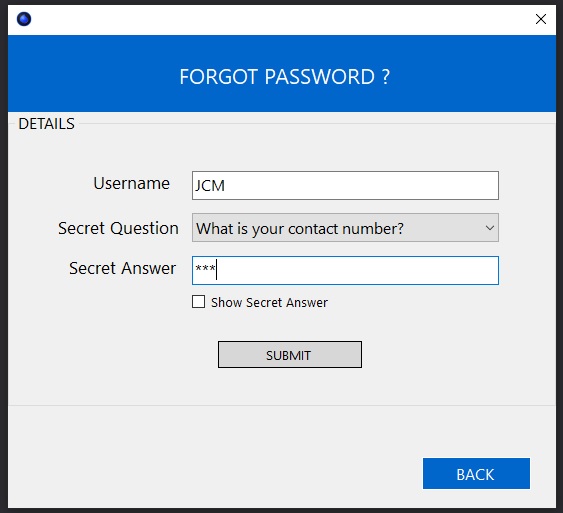 FORGOT PASSWORD ?
DETAILS
Username JCM
Secret Question What is your contact number?
Secret Answer ***
Show Secret Answer
SUBMIT
BACK